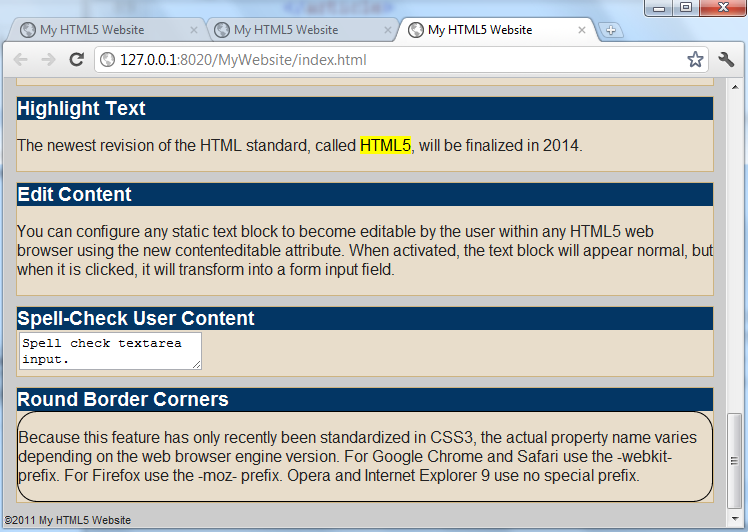 </article>
My HTML5 Website
My HTML5 Website
My HTML5 Website
127.0.0.1:8020/MyWebsite/index.html
Highlight Text
The newest revision of the HTML standard, called HTML5, will be finalized in 2014.
Edit Content
You can configure any static text block to become editable by the user within any HTML5 web
browser using the new contenteditable attribute. When activated, the text block will appear normal, but
when it is clicked, it will transform into a form input field.
Spell-Check User Content
Spell check textarea
input.
Round Border Corners
Because this feature has only recently been standardized in CSS3, the actual property name varies
depending on the web browser engine version. For Google Chrome and Safari use the -webkit-
prefix. For Firefox use the -moz- prefix. Opera and Internet Explorer 9 use no special prefix.
©2011 My HTML5 Website